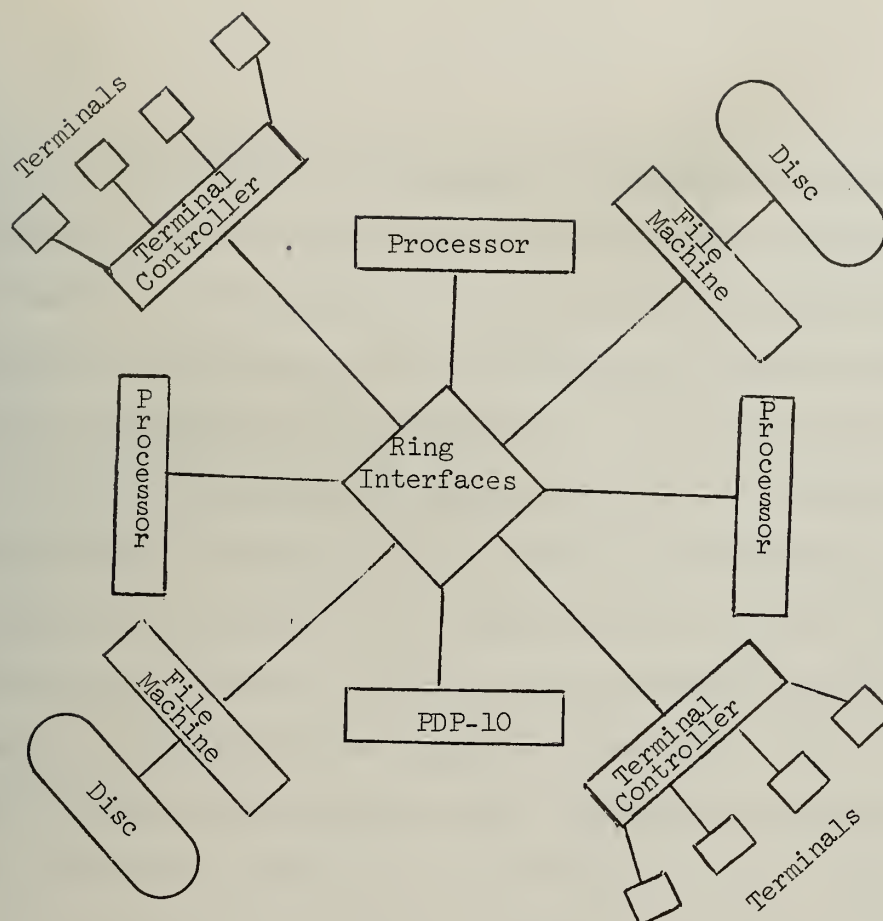 Terminals
Terminal
Controller
Processor
Disc
File
Machine
Processor
Ring
Interfaces
Processor
File
Machine
Disc
PDP-10
Terminal
Controller
Terminals